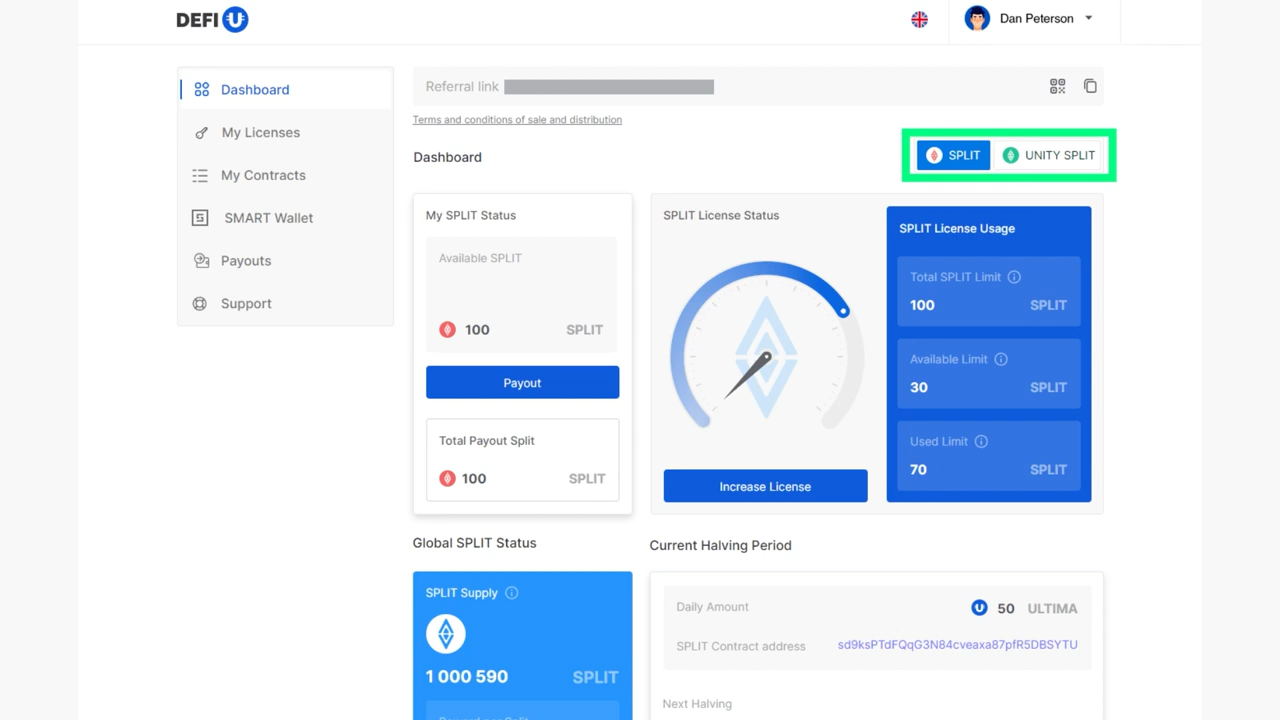 DEFI U
Dan Peterson
Dashboard
My Licenses
My Contracts
SMART Wallet
Payouts
Support
Referral link
Terms and conditions of sale and distribution
Dashboard
SPLIT
UNITY SPLIT
My SPLIT Status
Available SPLIT
100 SPLIT
Payout
Total Payout Split
100 SPLIT
SPLIT License Status
Increase License
SPLIT License Usage
Total SPLIT Limit
100 SPLIT
Available Limit
30 SPLIT
Used Limit
70 SPLIT
Global SPLIT Status
SPLIT Supply
1 000 590 SPLIT
Current Halving Period
Daily Amount 50 ULTIMA
SPLIT Contract address sd9ksPTdFQqG3N84cveaxa87pfR5DBSYTU
Next Halving